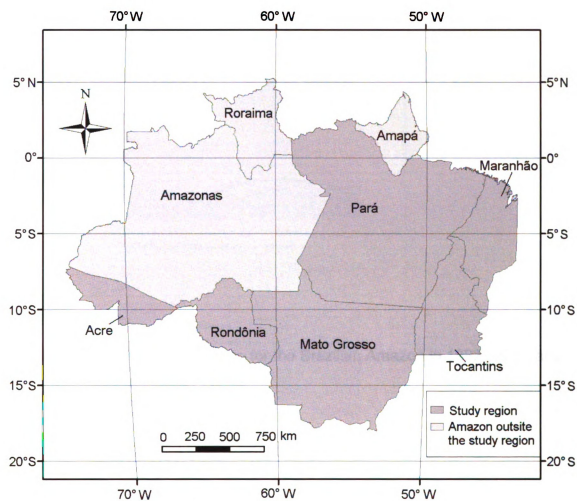 70°W 60°W 50°W
5°N 5°N
N
Roraima
Amapá
0° 0°
Maranhão
Amazonas
Pará
5°S 5°S
10°S 10°S
Acre
Rondônia
Mato Grosso
Tocantins
15°S 15°S
Study region
Amazon outsite
the study region
0 250 500 750 km
20°S 20°S
70°W 60°W 50°W